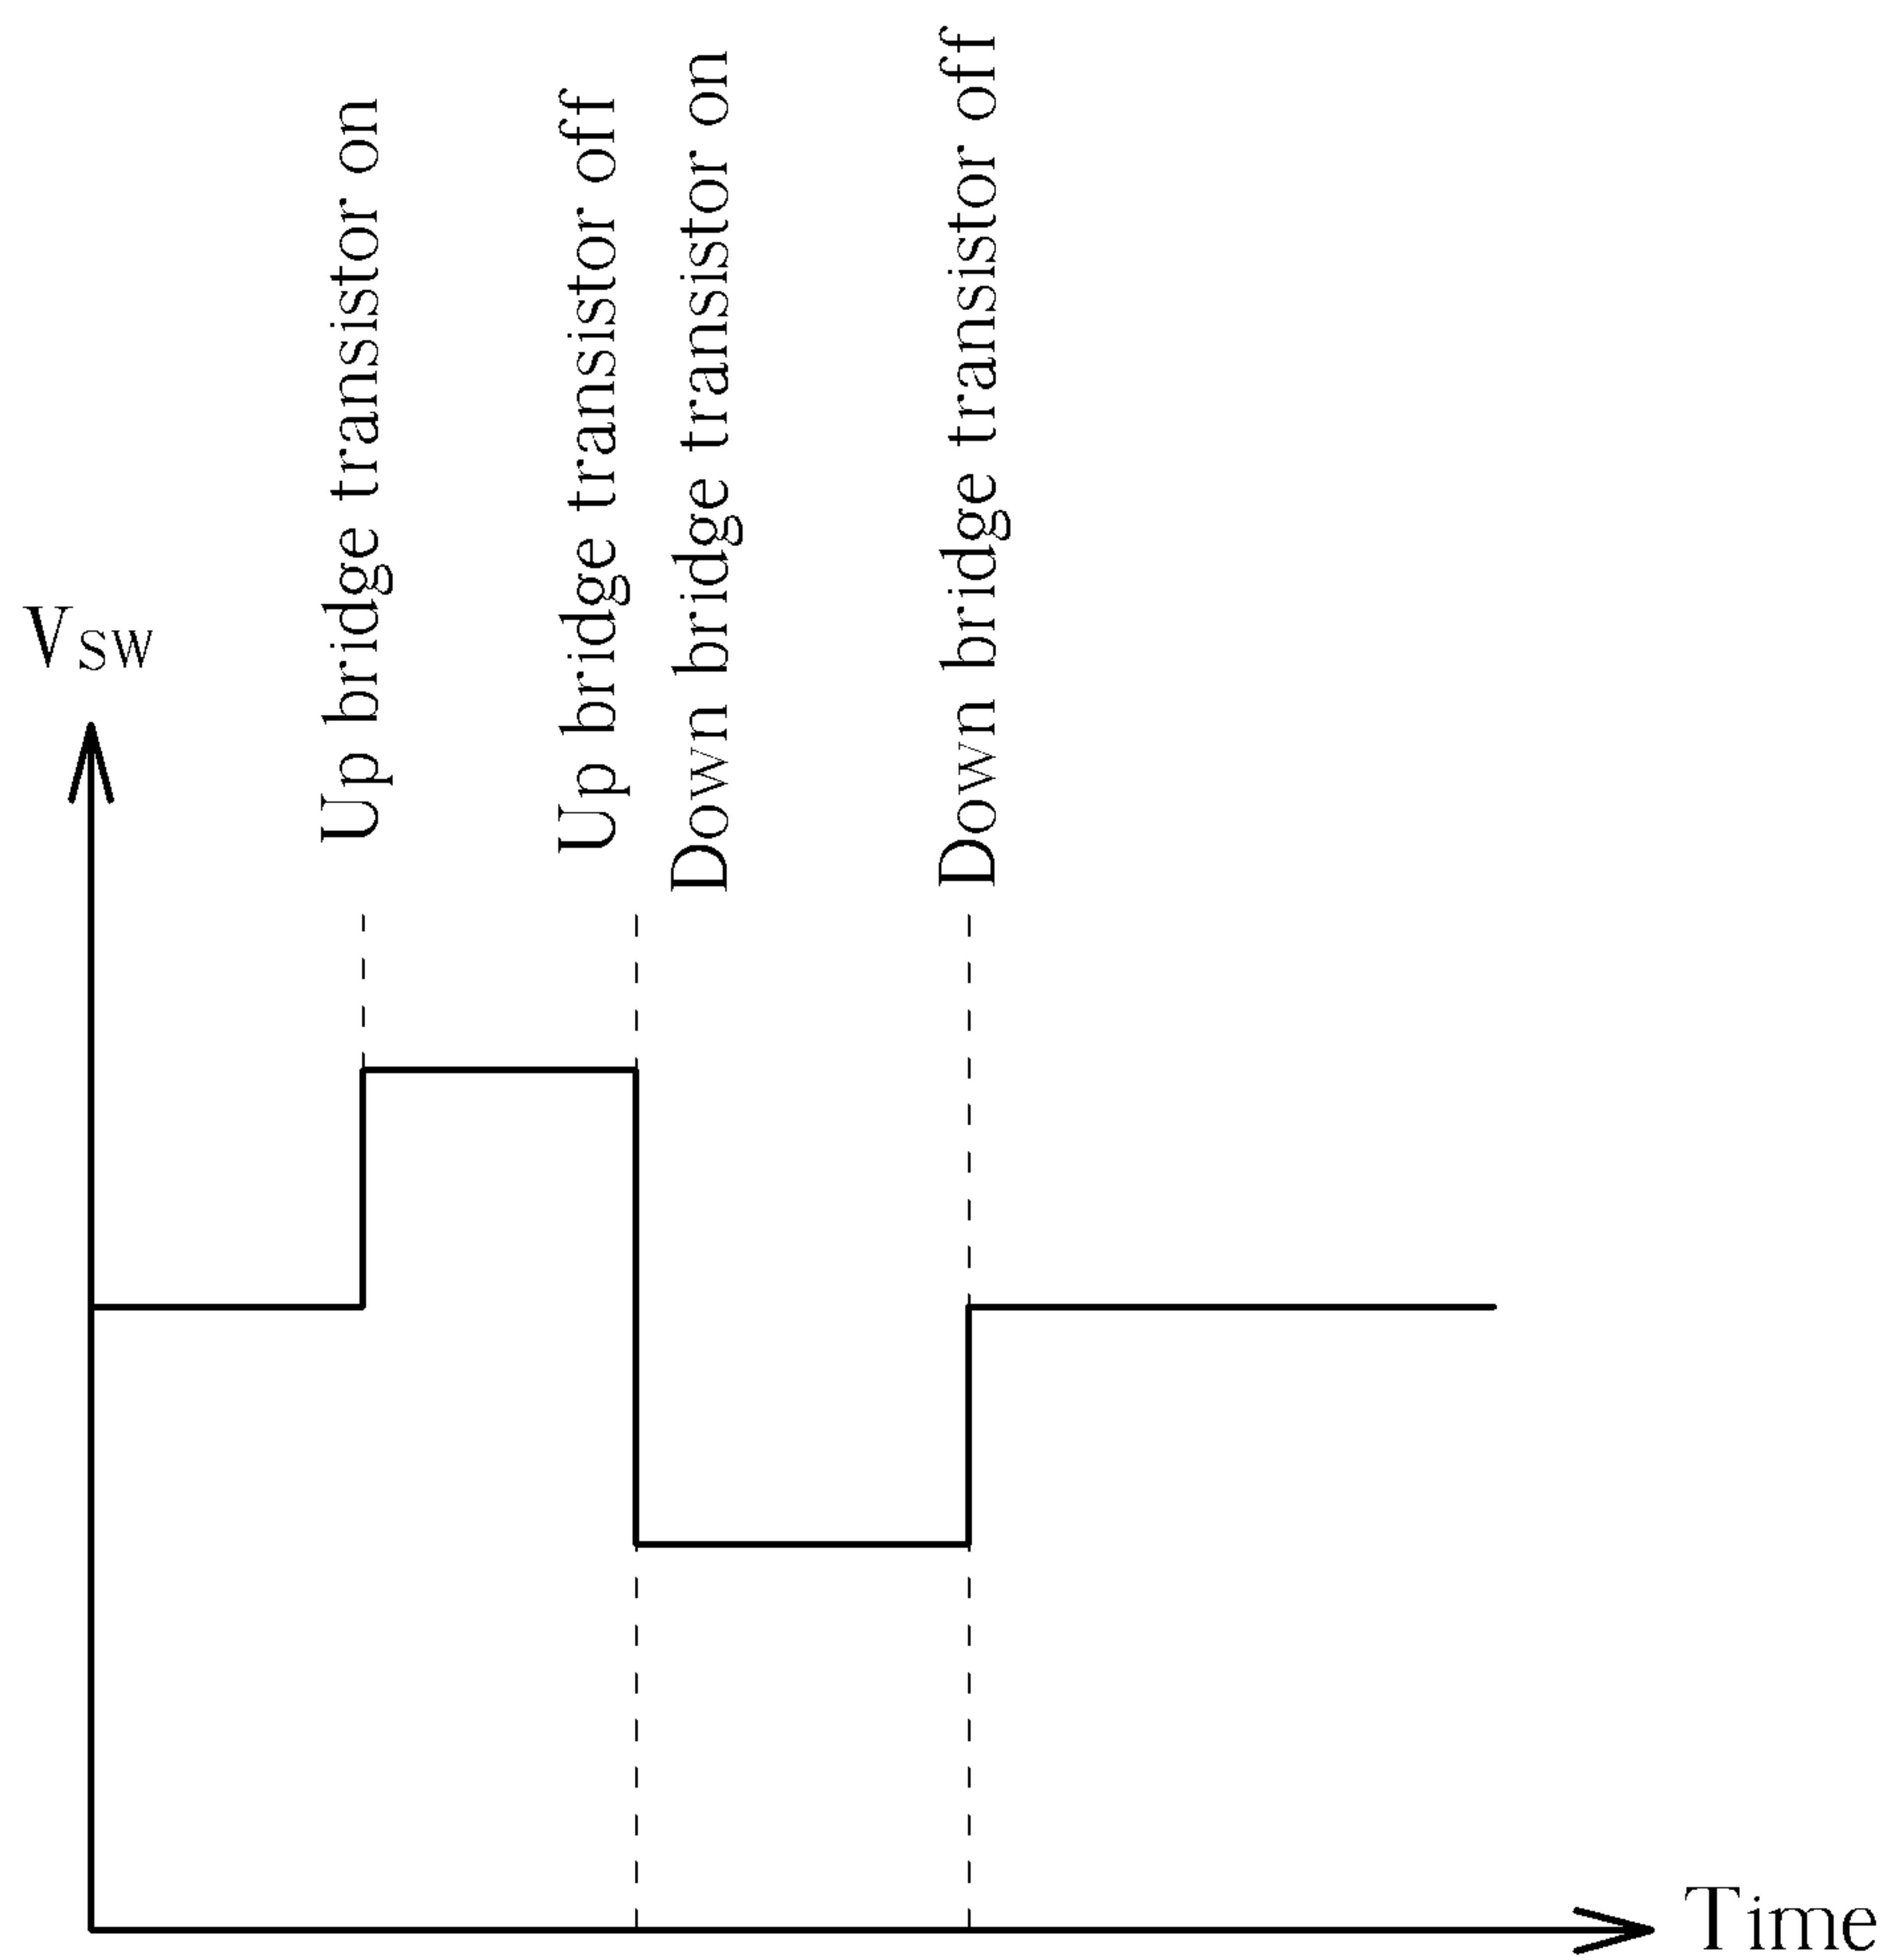 Up bridge transistor on
Up bridge transistor off
Down bridge transistor on
Down bridge transistor off
Vsw
Time